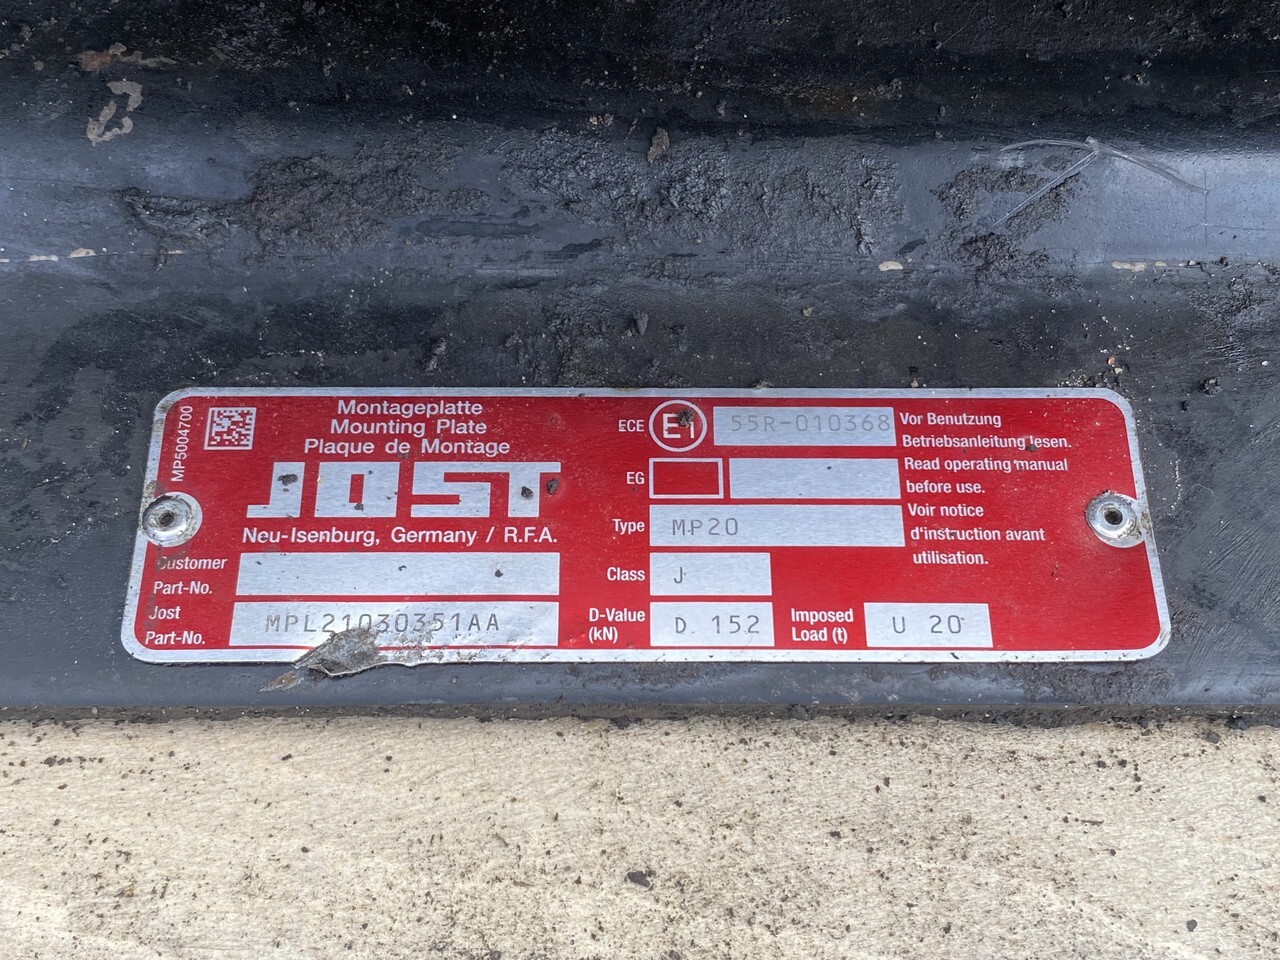 MP5004700
Montageplatte
Mounting Plate
Plaque de Montage
JOST
Neu-Isenburg, Germany / R.F.A.
Customer
Part-No.
Jost
Part-No. MPL21030351AA
ECE E1 55R-010368
EG
Type MP20
Class J
D-Value
(kN) D 152
Imposed
Load (t) U 20
Vor Benutzung
Betriebsanleitung lesen.
Read operating manual
before use.
Voir notice
d'instruction avant
utilisation.